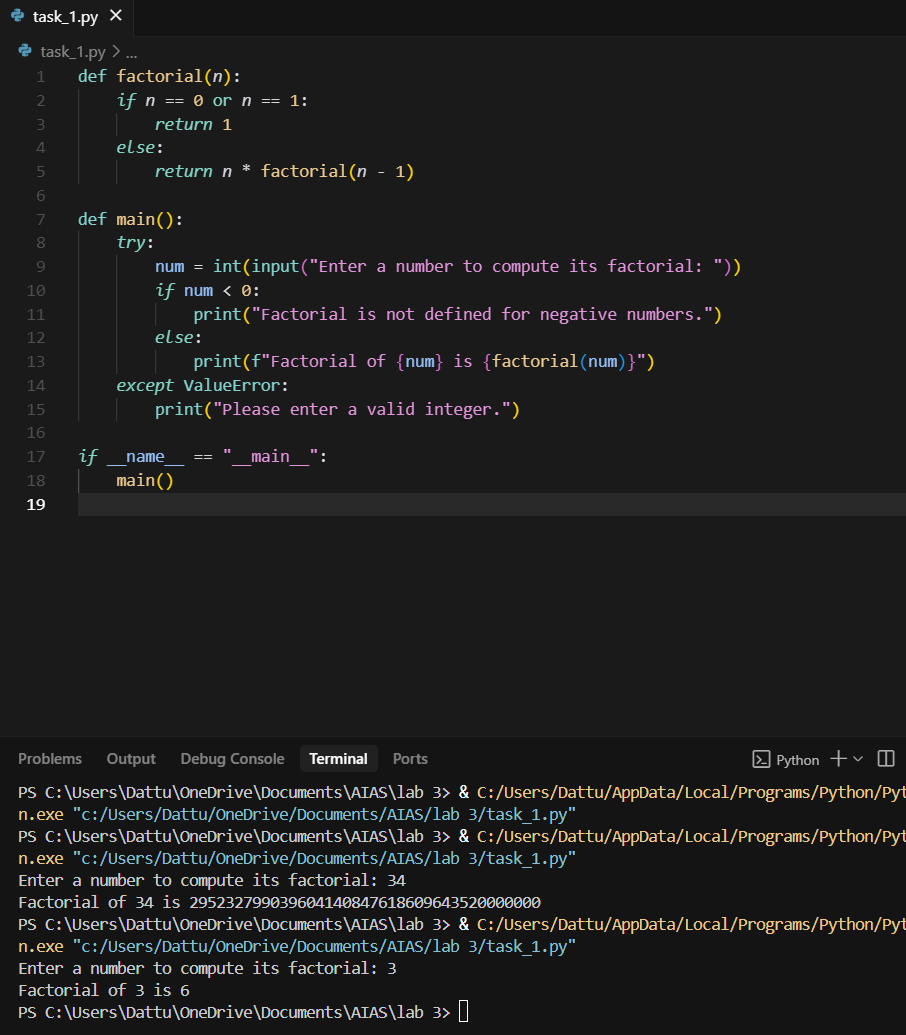 task_1.py
task_1.py > ...
1 def factorial(n):
2     if n == 0 or n == 1:
3         return 1
4     else:
5         return n * factorial(n - 1)
6
7 def main():
8     try:
9         num = int(input("Enter a number to compute its factorial: "))
10         if num < 0:
11             print("Factorial is not defined for negative numbers.")
12         else:
13             print(f"Factorial of {num} is {factorial(num)}")
14     except ValueError:
15         print("Please enter a valid integer.")
16
17 if __name__ == "__main__":
18     main()
19
Problems Output Debug Console Terminal Ports Python
PS C:\Users\Dattu\OneDrive\Documents\AIAS\lab 3> & C:/Users/Dattu/AppData/Local/Programs/Python/Pyt
n.exe "c:/Users/Dattu/OneDrive/Documents/AIAS/lab 3/task_1.py"
PS C:\Users\Dattu\OneDrive\Documents\AIAS\lab 3> & C:/Users/Dattu/AppData/Local/Programs/Python/Pyt
n.exe "c:/Users/Dattu/OneDrive/Documents/AIAS/lab 3/task_1.py"
Enter a number to compute its factorial: 34
Factorial of 34 is 295232799039604140847618609643520000000
PS C:\Users\Dattu\OneDrive\Documents\AIAS\lab 3> & C:/Users/Dattu/AppData/Local/Programs/Python/Pyt
n.exe "c:/Users/Dattu/OneDrive/Documents/AIAS/lab 3/task_1.py"
Enter a number to compute its factorial: 3
Factorial of 3 is 6
PS C:\Users\Dattu\OneDrive\Documents\AIAS\lab 3>